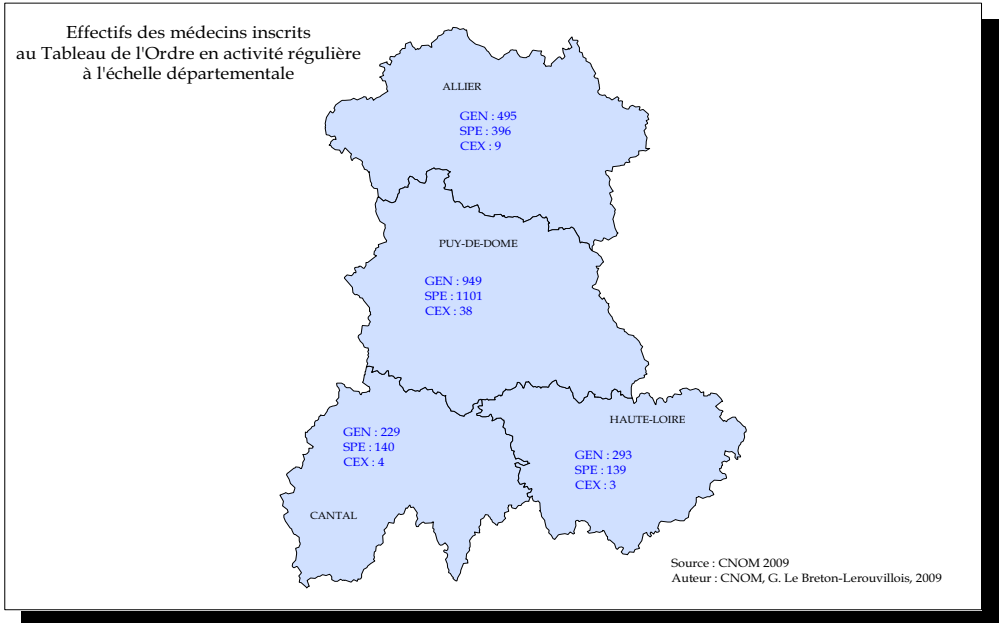 Effectifs des médecins inscrits
au Tableau de l'Ordre en activité régulière
à l'échelle départementale
ALLIER
GEN : 495
SPE : 396
CEX : 9
PUY-DE-DOME
GEN : 949
SPE : 1101
CEX : 38
HAUTE-LOIRE
GEN : 293
SPE : 139
CEX : 3
GEN : 229
SPE : 140
CEX : 4
CANTAL
Source : CNOM 2009
Auteur : CNOM, G. Le Breton-Lerouvillois, 2009